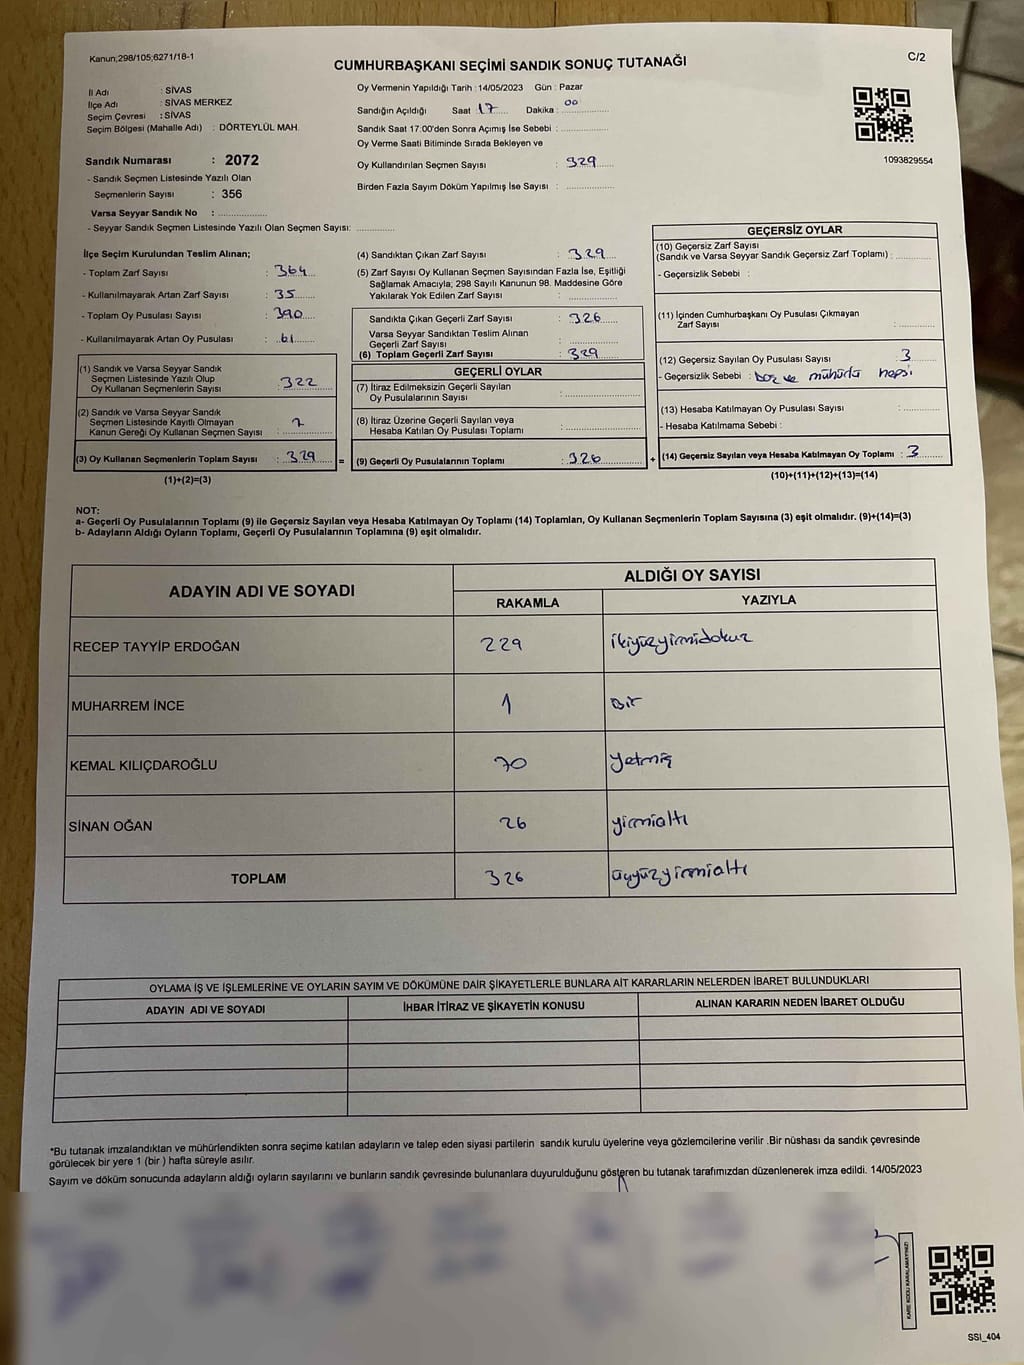 Kanun;298/105;6271/18-1
CUMHURBAŞKANI SEÇİMİ SANDIK SONUÇ TUTANAĞI
C/2
İl Adı : SİVAS
İlçe Adı : SİVAS MERKEZ
Seçim Çevresi : SİVAS
Seçim Bölgesi (Mahalle Adı) : DÖRTEYLÜL MAH.
Sandık Numarası : 2072
- Sandık Seçmen Listesinde Yazılı Olan
Seçmenlerin Sayısı : 356
Varsa Seyyar Sandık No :
- Seyyar Sandık Seçmen Listesinde Yazılı Olan Seçmen Sayısı:
Oy Vermenin Yapıldığı Tarih : 14/05/2023 Gün : Pazar
Sandığın Açıldığı Saat 17 Dakika : 00
Sandık Saat 17:00'den Sonra Açımış İse Sebebi :
Oy Verme Saati Bitiminde Sırada Bekleyen ve
Oy Kullandırılan Seçmen Sayısı : 329
Birden Fazla Sayım Döküm Yapılmış İse Sayısı :
1093829554
İlçe Seçim Kurulundan Teslim Alınan;
- Toplam Zarf Sayısı : 364
- Kullanılmayarak Artan Zarf Sayısı : 35
- Toplam Oy Pusulası Sayısı : 390
- Kullanılmayarak Artan Oy Pusulası : 61
(1) Sandık ve Varsa Seyyar Sandık
Seçmen Listesinde Yazılı Olup
Oy Kullanan Seçmenlerin Sayısı : 322
(2) Sandık ve Varsa Seyyar Sandık
Seçmen Listesinde Kayıtlı Olmayan
Kanun Gereği Oy Kullanan Seçmen Sayısı : 7
(3) Oy Kullanan Seçmenlerin Toplam Sayısı : 329 =
(1)+(2)=(3)
(4) Sandıktan Çıkan Zarf Sayısı : 329
(5) Zarf Sayısı Oy Kullanan Seçmen Sayısından Fazla İse, Eşitliği
Sağlamak Amacıyla; 298 Sayılı Kanunun 98. Maddesine Göre
Yakılarak Yok Edilen Zarf Sayısı :
Sandıkta Çıkan Geçerli Zarf Sayısı : 326
Varsa Seyyar Sandıktan Teslim Alınan
Geçerli Zarf Sayısı :
(6) Toplam Geçerli Zarf Sayısı : 329
GEÇERLİ OYLAR
(7) İtiraz Edilmeksizin Geçerli Sayılan
Oy Pusulalarının Sayısı :
(8) İtiraz Üzerine Geçerli Sayılan veya
Hesaba Katılan Oy Pusulası Toplamı :
(9) Geçerli Oy Pusulalarının Toplamı : 326 +
GEÇERSİZ OYLAR
(10) Geçersiz Zarf Sayısı
(Sandık ve Varsa Seyyar Sandık Geçersiz Zarf Toplamı) :
- Geçersizlik Sebebi :
(11) İçinden Cumhurbaşkanı Oy Pusulası Çıkmayan
Zarf Sayısı :
(12) Geçersiz Sayılan Oy Pusulası Sayısı : 3
- Geçersizlik Sebebi : boş ve mühürlü hepsi
(13) Hesaba Katılmayan Oy Pusulası Sayısı :
- Hesaba Katılmama Sebebi :
(14) Geçersiz Sayılan veya Hesaba Katılmayan Oy Toplamı : 3
(10)+(11)+(12)+(13)=(14)
NOT:
a- Geçerli Oy Pusulalarının Toplamı (9) ile Geçersiz Sayılan veya Hesaba Katılmayan Oy Toplamı (14) Toplamları, Oy Kullanan Seçmenlerin Toplam Sayısına (3) eşit olmalıdır. (9)+(14)=(3)
b- Adayların Aldığı Oyların Toplamı, Geçerli Oy Pusulalarının Toplamına (9) eşit olmalıdır.
ADAYIN ADI VE SOYADI
ALDIĞI OY SAYISI
RAKAMLA YAZIYLA
RECEP TAYYİP ERDOĞAN 229 ikiyüzyirmidokuz
MUHARREM İNCE 1 Bir
KEMAL KILIÇDAROĞLU 70 Yetmiş
SİNAN OĞAN 26 yirmialtı
TOPLAM 326 üçyüzyirmialtı
OYLAMA İŞ VE İŞLEMLERİNE VE OYLARIN SAYIM VE DÖKÜMÜNE DAİR ŞİKAYETLERLE BUNLARA AİT KARARLARIN NELERDEN İBARET BULUNDUKLARI
ADAYIN ADI VE SOYADI İHBAR İTİRAZ VE ŞİKAYETİN KONUSU ALINAN KARARIN NEDEN İBARET OLDUĞU
*Bu tutanak imzalandıktan ve mühürlendikten sonra seçime katılan adayların ve talep eden siyasi partilerin sandık kurulu üyelerine veya gözlemcilerine verilir .Bir nüshası da sandık çevresinde
görülecek bir yere 1 (bir ) hafta süreyle asılır.
Sayım ve döküm sonucunda adayların aldığı oyların sayılarını ve bunların sandık çevresinde bulunanlara duyurulduğunu gösteren bu tutanak tarafımızdan düzenlenerek imza edildi. 14/05/2023
KARE KODU KARALAMAYINIZ!
SSI_404